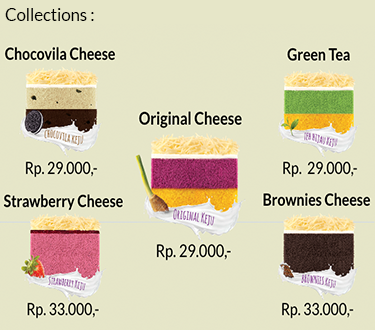 Collections :
Chocovila Cheese
CHOCOVILA KEJU
Rp. 29.000,-
Green Tea
TEH HIJAU KEJU
Rp. 29.000,-
Original Cheese
ORIGINAL KEJU
Rp. 29.000,-
Strawberry Cheese
STRAWBERRY KEJU
Rp. 33.000,-
Brownies Cheese
BROWNIES KEJU
Rp. 33.000,-